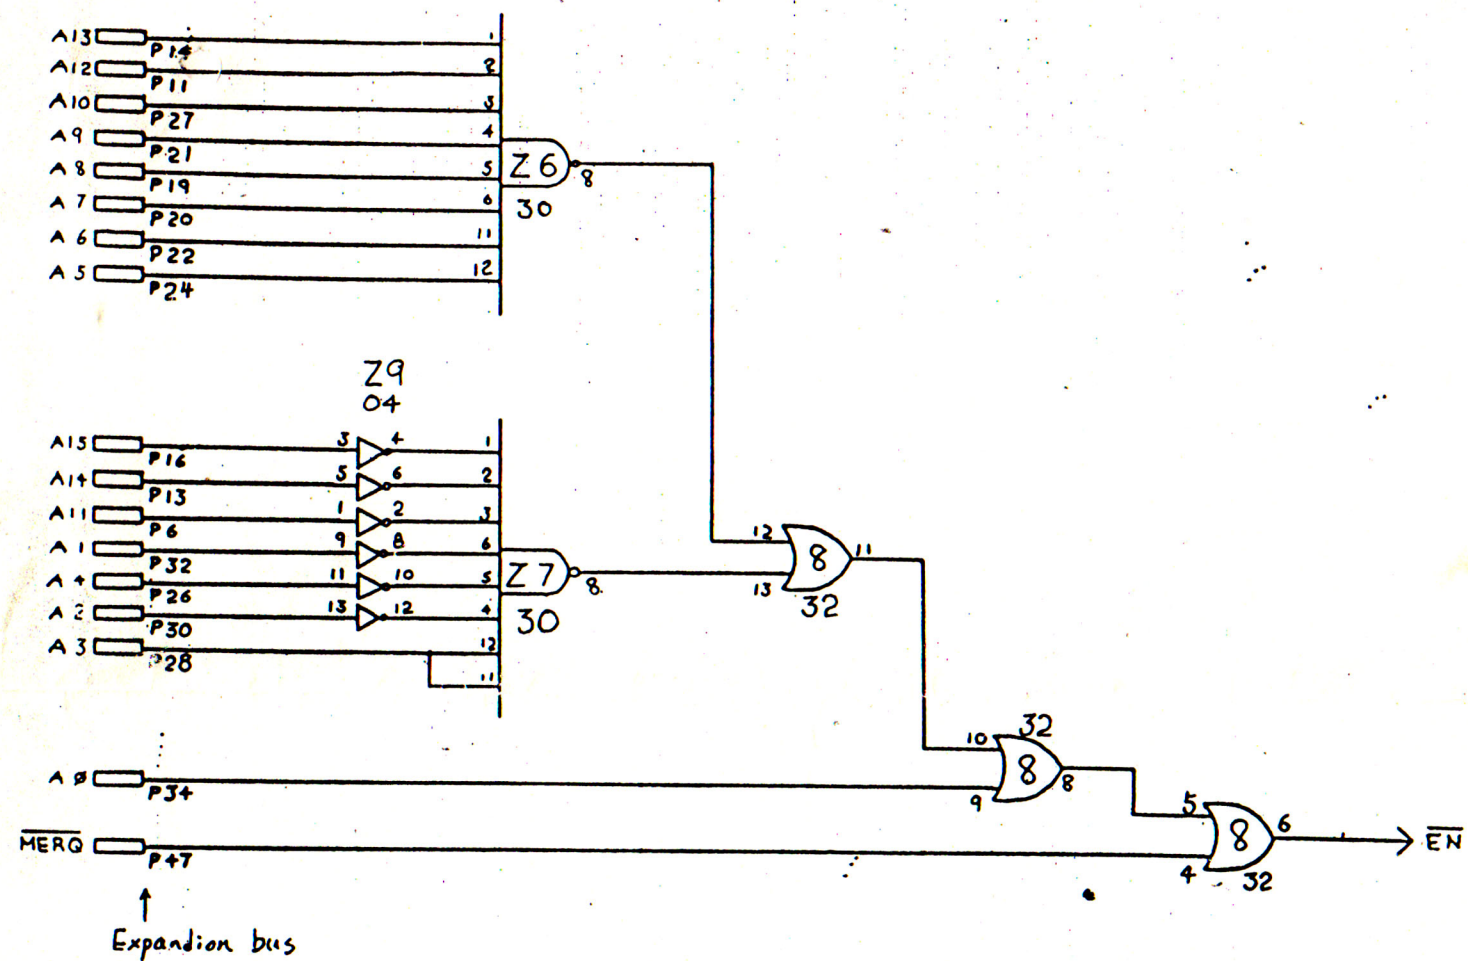 A13 P14 1
A12 P11 2
A10 P27 3
A9 P21 4
A8 P19 5
A7 P20 6
A6 P22 11
A5 P24 12
Z6 8
30
Z9
04
A15 P16 3 4 1
A14 P13 5 6 2
A11 P6 1 2 3
A1 P32 9 8 6
A4 P26 11 10 5
A2 P30 13 12 4
A3 P28 12
11
Z7 8
30
12 8 11
13 32
32
10 8 8
AØ P34 9
5 8 6 EN
MERQ P47 4 32
Expandion bus